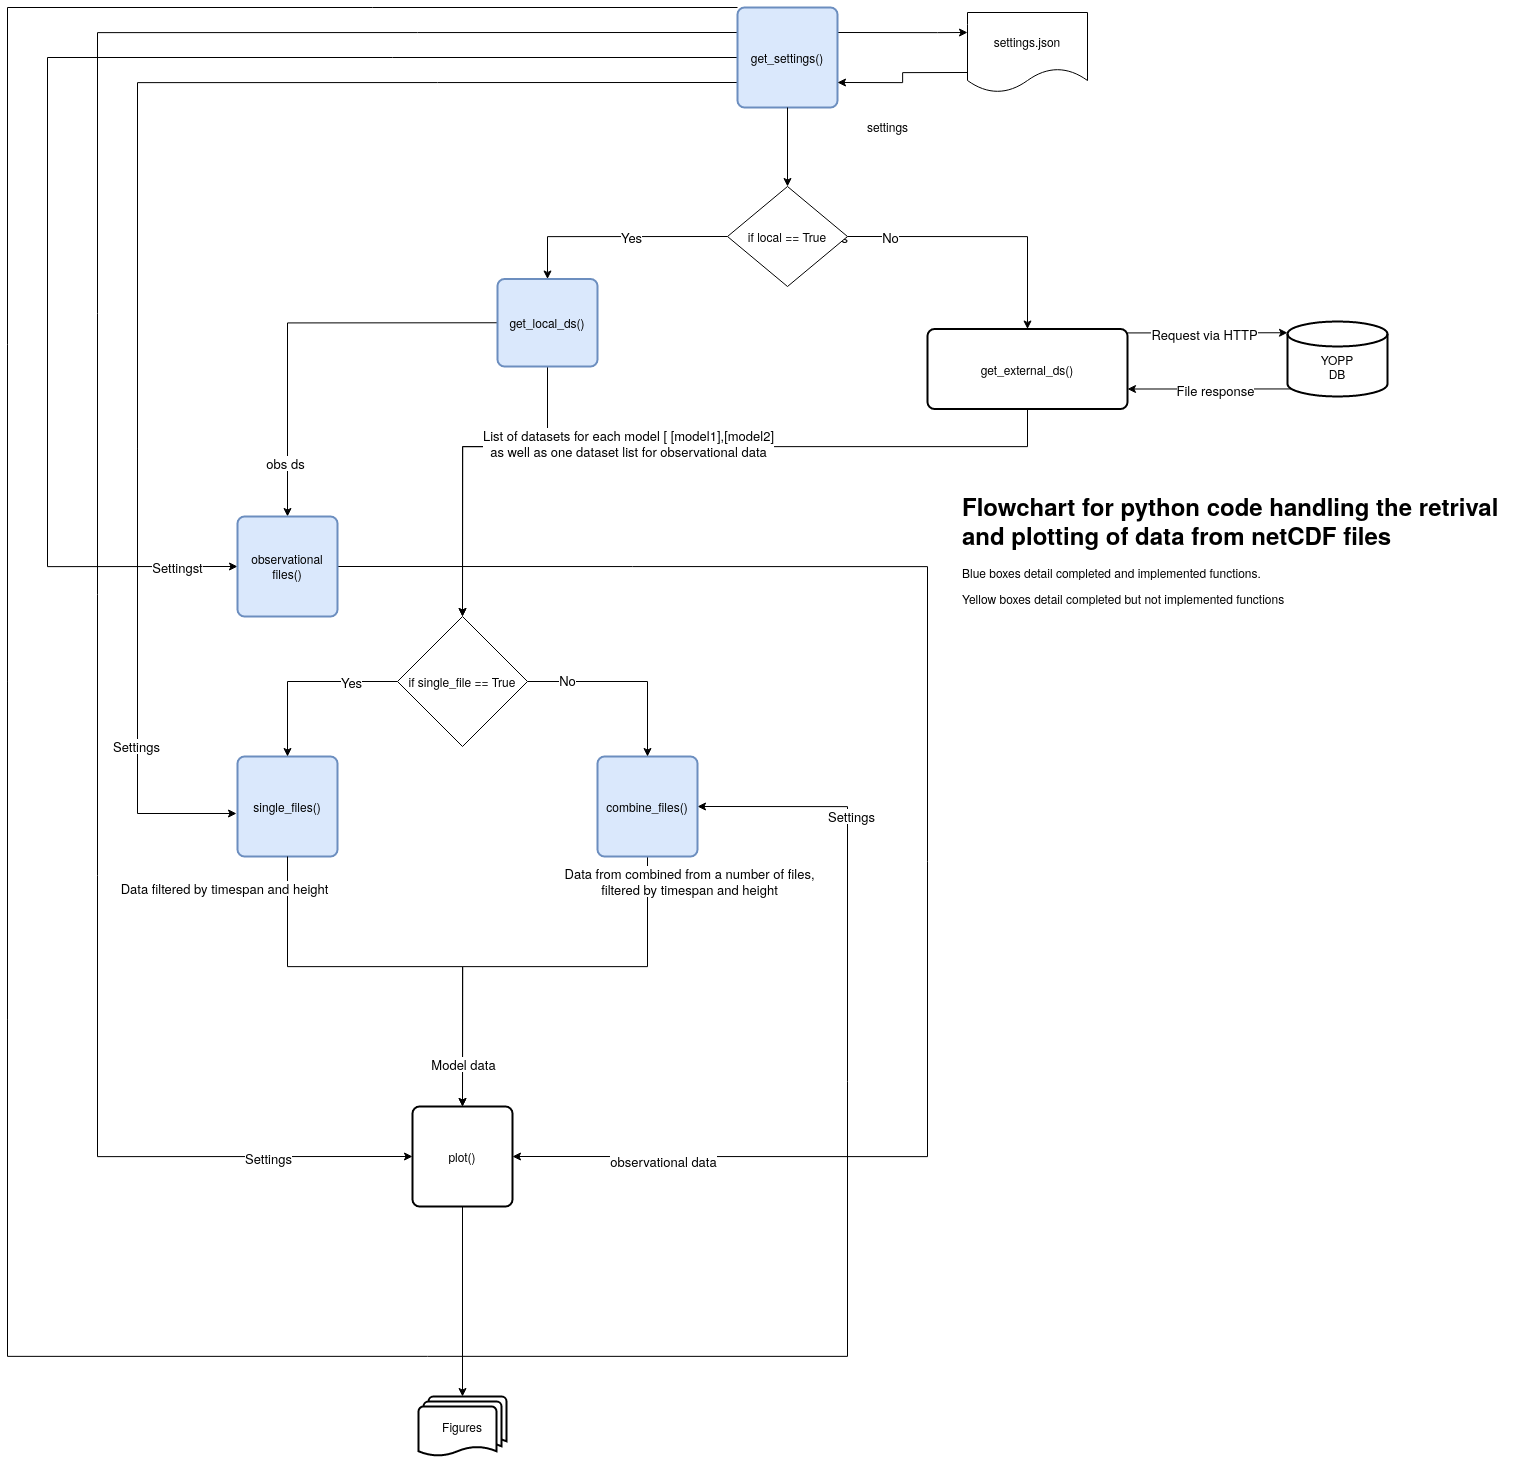 get_settings()
settings.json
settings
if local == True
s
Yes
No
get_local_ds()
get_external_ds()
Request via HTTP
File response
YOPP
DB
List of datasets for each model [ [model1],[model2]
as well as one dataset list for observational data
obs ds
Flowchart for python code handling the retrival
and plotting of data from netCDF files
Blue boxes detail completed and implemented functions.
Yellow boxes detail completed but not implemented functions
Settingst
observational
files()
if single_file == True
Yes
No
Settings
single_files()
combine_files()
Settings
Data filtered by timespan and height
Data from combined from a number of files,
filtered by timespan and height
Model data
Settings
plot()
observational data
Figures